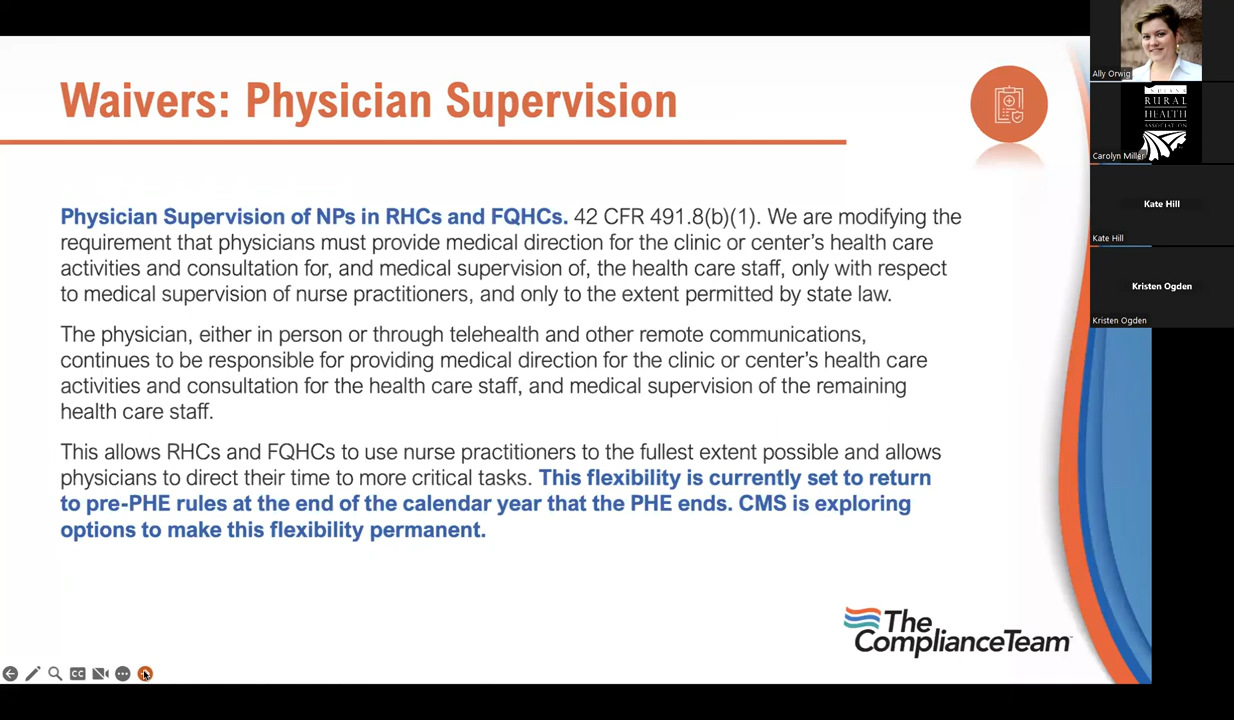 Waivers: Physician Supervision
Physician Supervision of NPs in RHCs and FQHCs. 42 CFR 491.8(b)(1). We are modifying the
requirement that physicians must provide medical direction for the clinic or center's health care
activities and consultation for, and medical supervision of, the health care staff, only with respect
to medical supervision of nurse practitioners, and only to the extent permitted by state law.
The physician, either in person or through telehealth and other remote communications,
continues to be responsible for providing medical direction for the clinic or center's health care
activities and consultation for the health care staff, and medical supervision of the remaining
health care staff.
This allows RHCs and FQHCs to use nurse practitioners to the fullest extent possible and allows
physicians to direct their time to more critical tasks. This flexibility is currently set to return
to pre-PHE rules at the end of the calendar year that the PHE ends. CMS is exploring
options to make this flexibility permanent.
The
ComplianceTeam
CC
Ally Orwig
INDIANA
RURAL
HEALTH
ASSOCIATION
Carolyn Miller
Kate Hill
Kate Hill
Kristen Ogden
Kristen Ogden